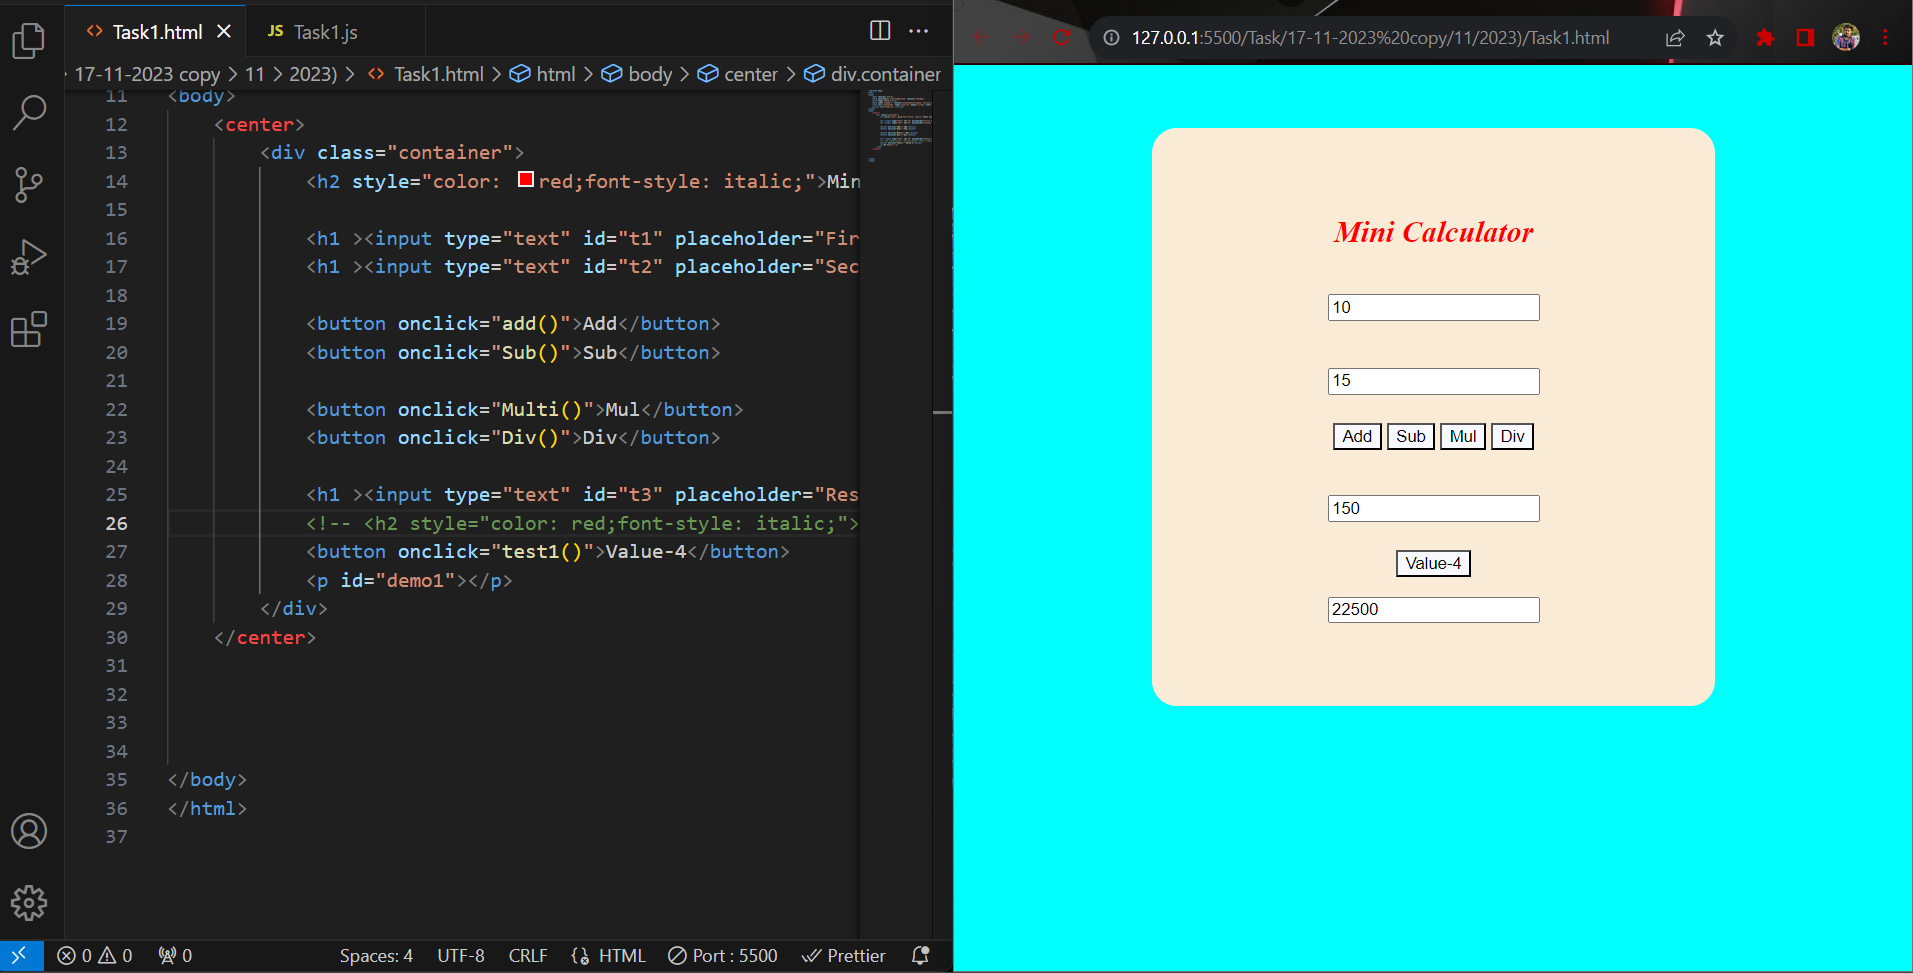 Task1.html
JS Task1.js
17-11-2023 copy > 11 > 2023) > Task1.html > html > body > center > div.container
11 <body>
12 <center>
13 <div class="container">
14 <h2 style="color: red;font-style: italic;">Min
15
16 <h1 ><input type="text" id="t1" placeholder="Fir
17 <h1 ><input type="text" id="t2" placeholder="Sec
18
19 <button onclick="add()">Add</button>
20 <button onclick="Sub()">Sub</button>
21
22 <button onclick="Multi()">Mul</button>
23 <button onclick="Div()">Div</button>
24
25 <h1 ><input type="text" id="t3" placeholder="Res
26 <!-- <h2 style="color: red;font-style: italic;">
27 <button onclick="test1()">Value-4</button>
28 <p id="demo1"></p>
29 </div>
30 </center>
31
32
33
34
35 </body>
36 </html>
37
0 0 0 Spaces: 4 UTF-8 CRLF HTML Port : 5500 Prettier
127.0.0.1:5500/Task/17-11-2023%20copy/11/2023)/Task1.html
Mini Calculator
10
15
Add Sub Mul Div
150
Value-4
22500